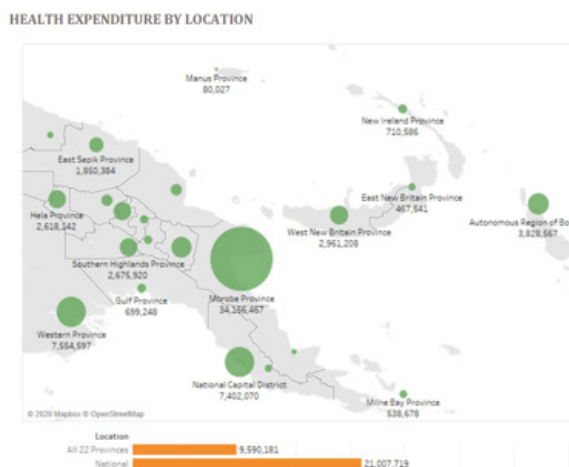 HEALTH EXPENDITURE BY LOCATION
Manus Province
80,027
New Ireland Province
710,586
East Sepik Province
1,850,384
East New Britain Province
467,541
Hela Province
2,618,142
West New Britain Province
2,961,208
Autonomous Region of Bo
3,828,567
Southern Highlands Province
2,675,920
Gulf Province
699,248
Morobe Province
34,156,467
Western Province
7,554,597
National Capital District
7,402,070
Milne Bay Province
538,678
© 2020 Mapbox © OpenStreetMap
Location
All 22 Provinces 9,590,181
National 21,007,719